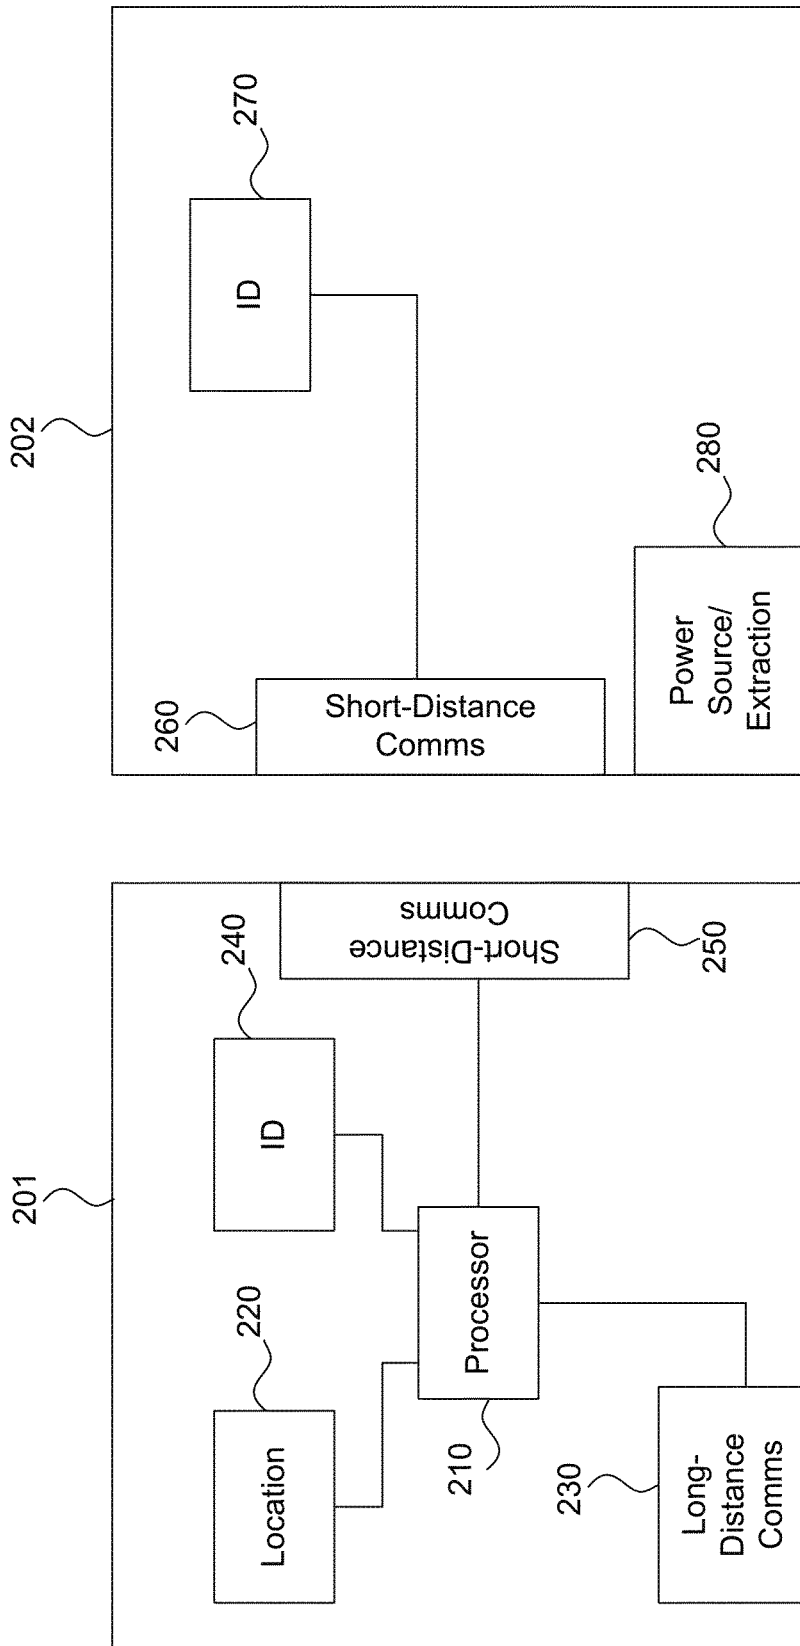 201
220
Location
240
ID
Processor
210
Short-Distance
Comms
250
230
Long-
Distance
Comms
202
270
ID
260
Short-Distance
Comms
280
Power
Source/
Extraction